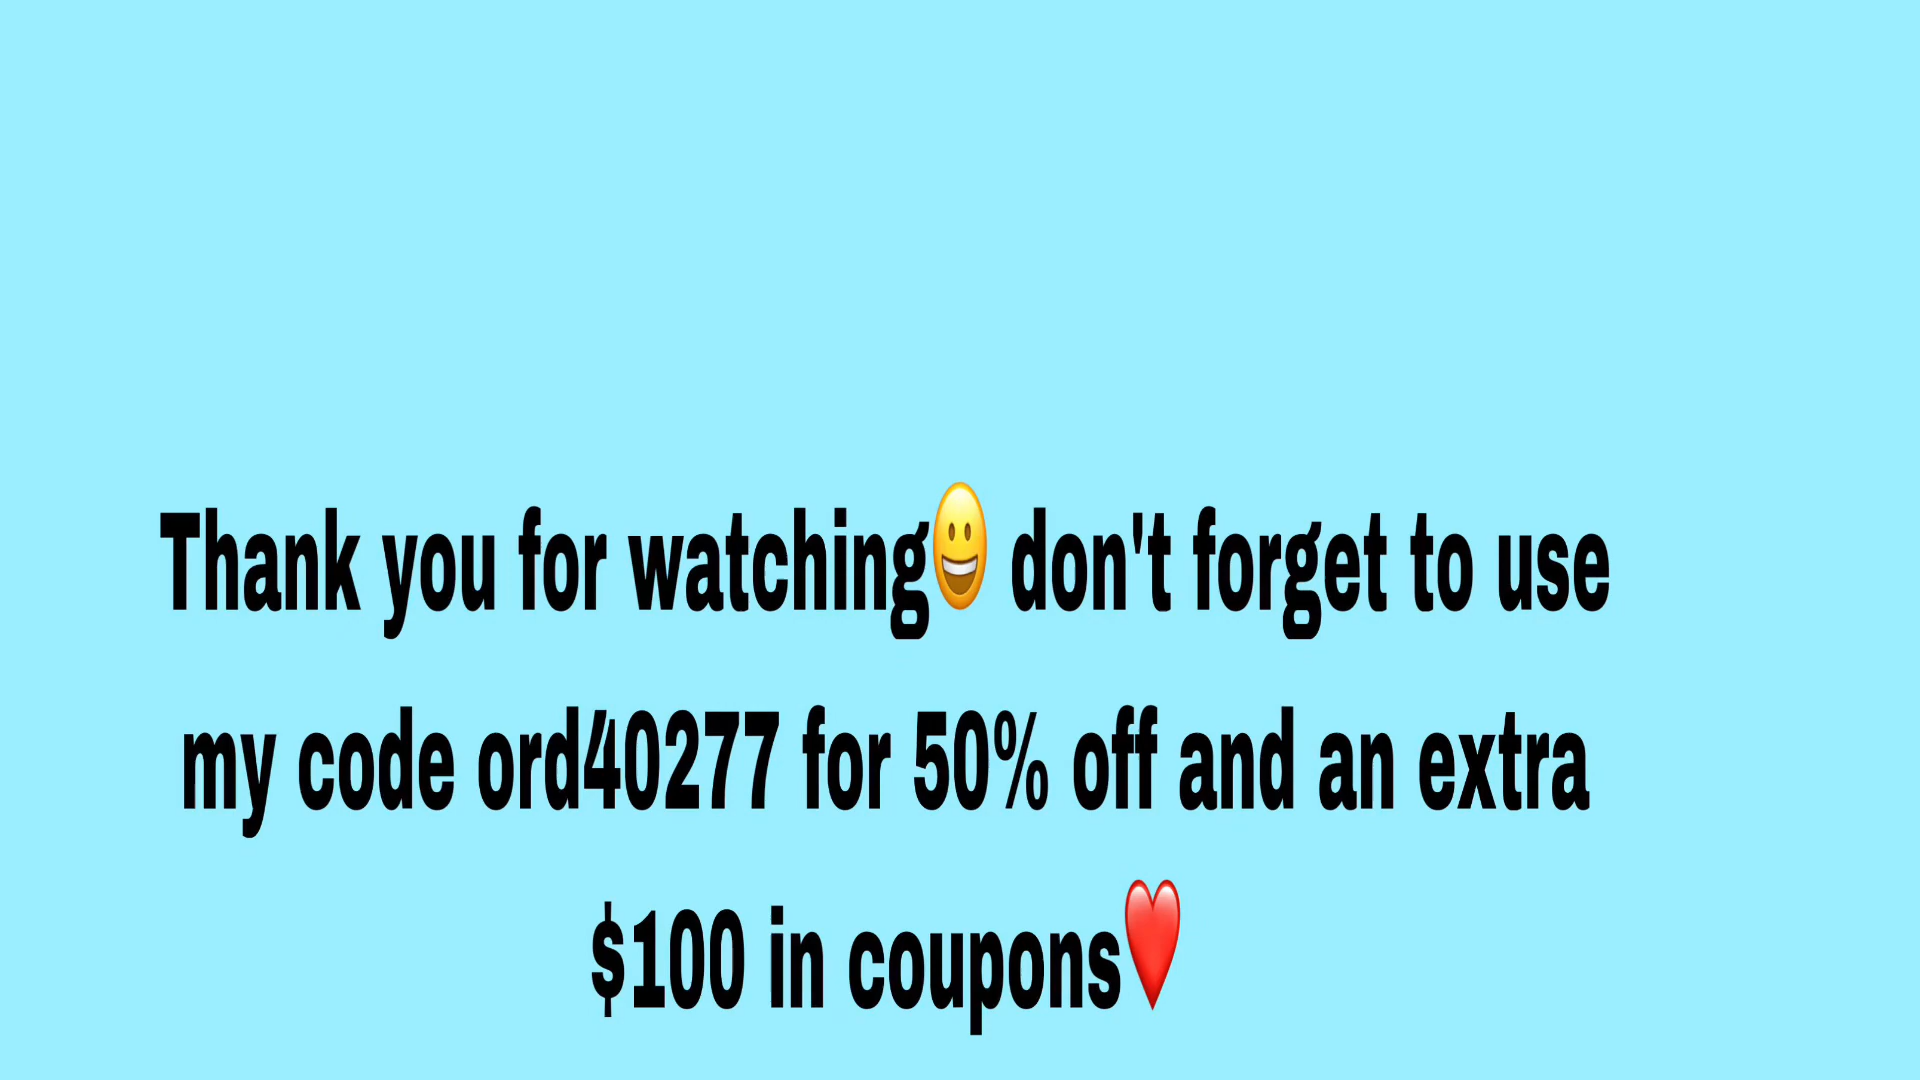 Thank you for watching😀 don't forget to use
my code ord40277 for 50% off and an extra
$100 in coupons❤️